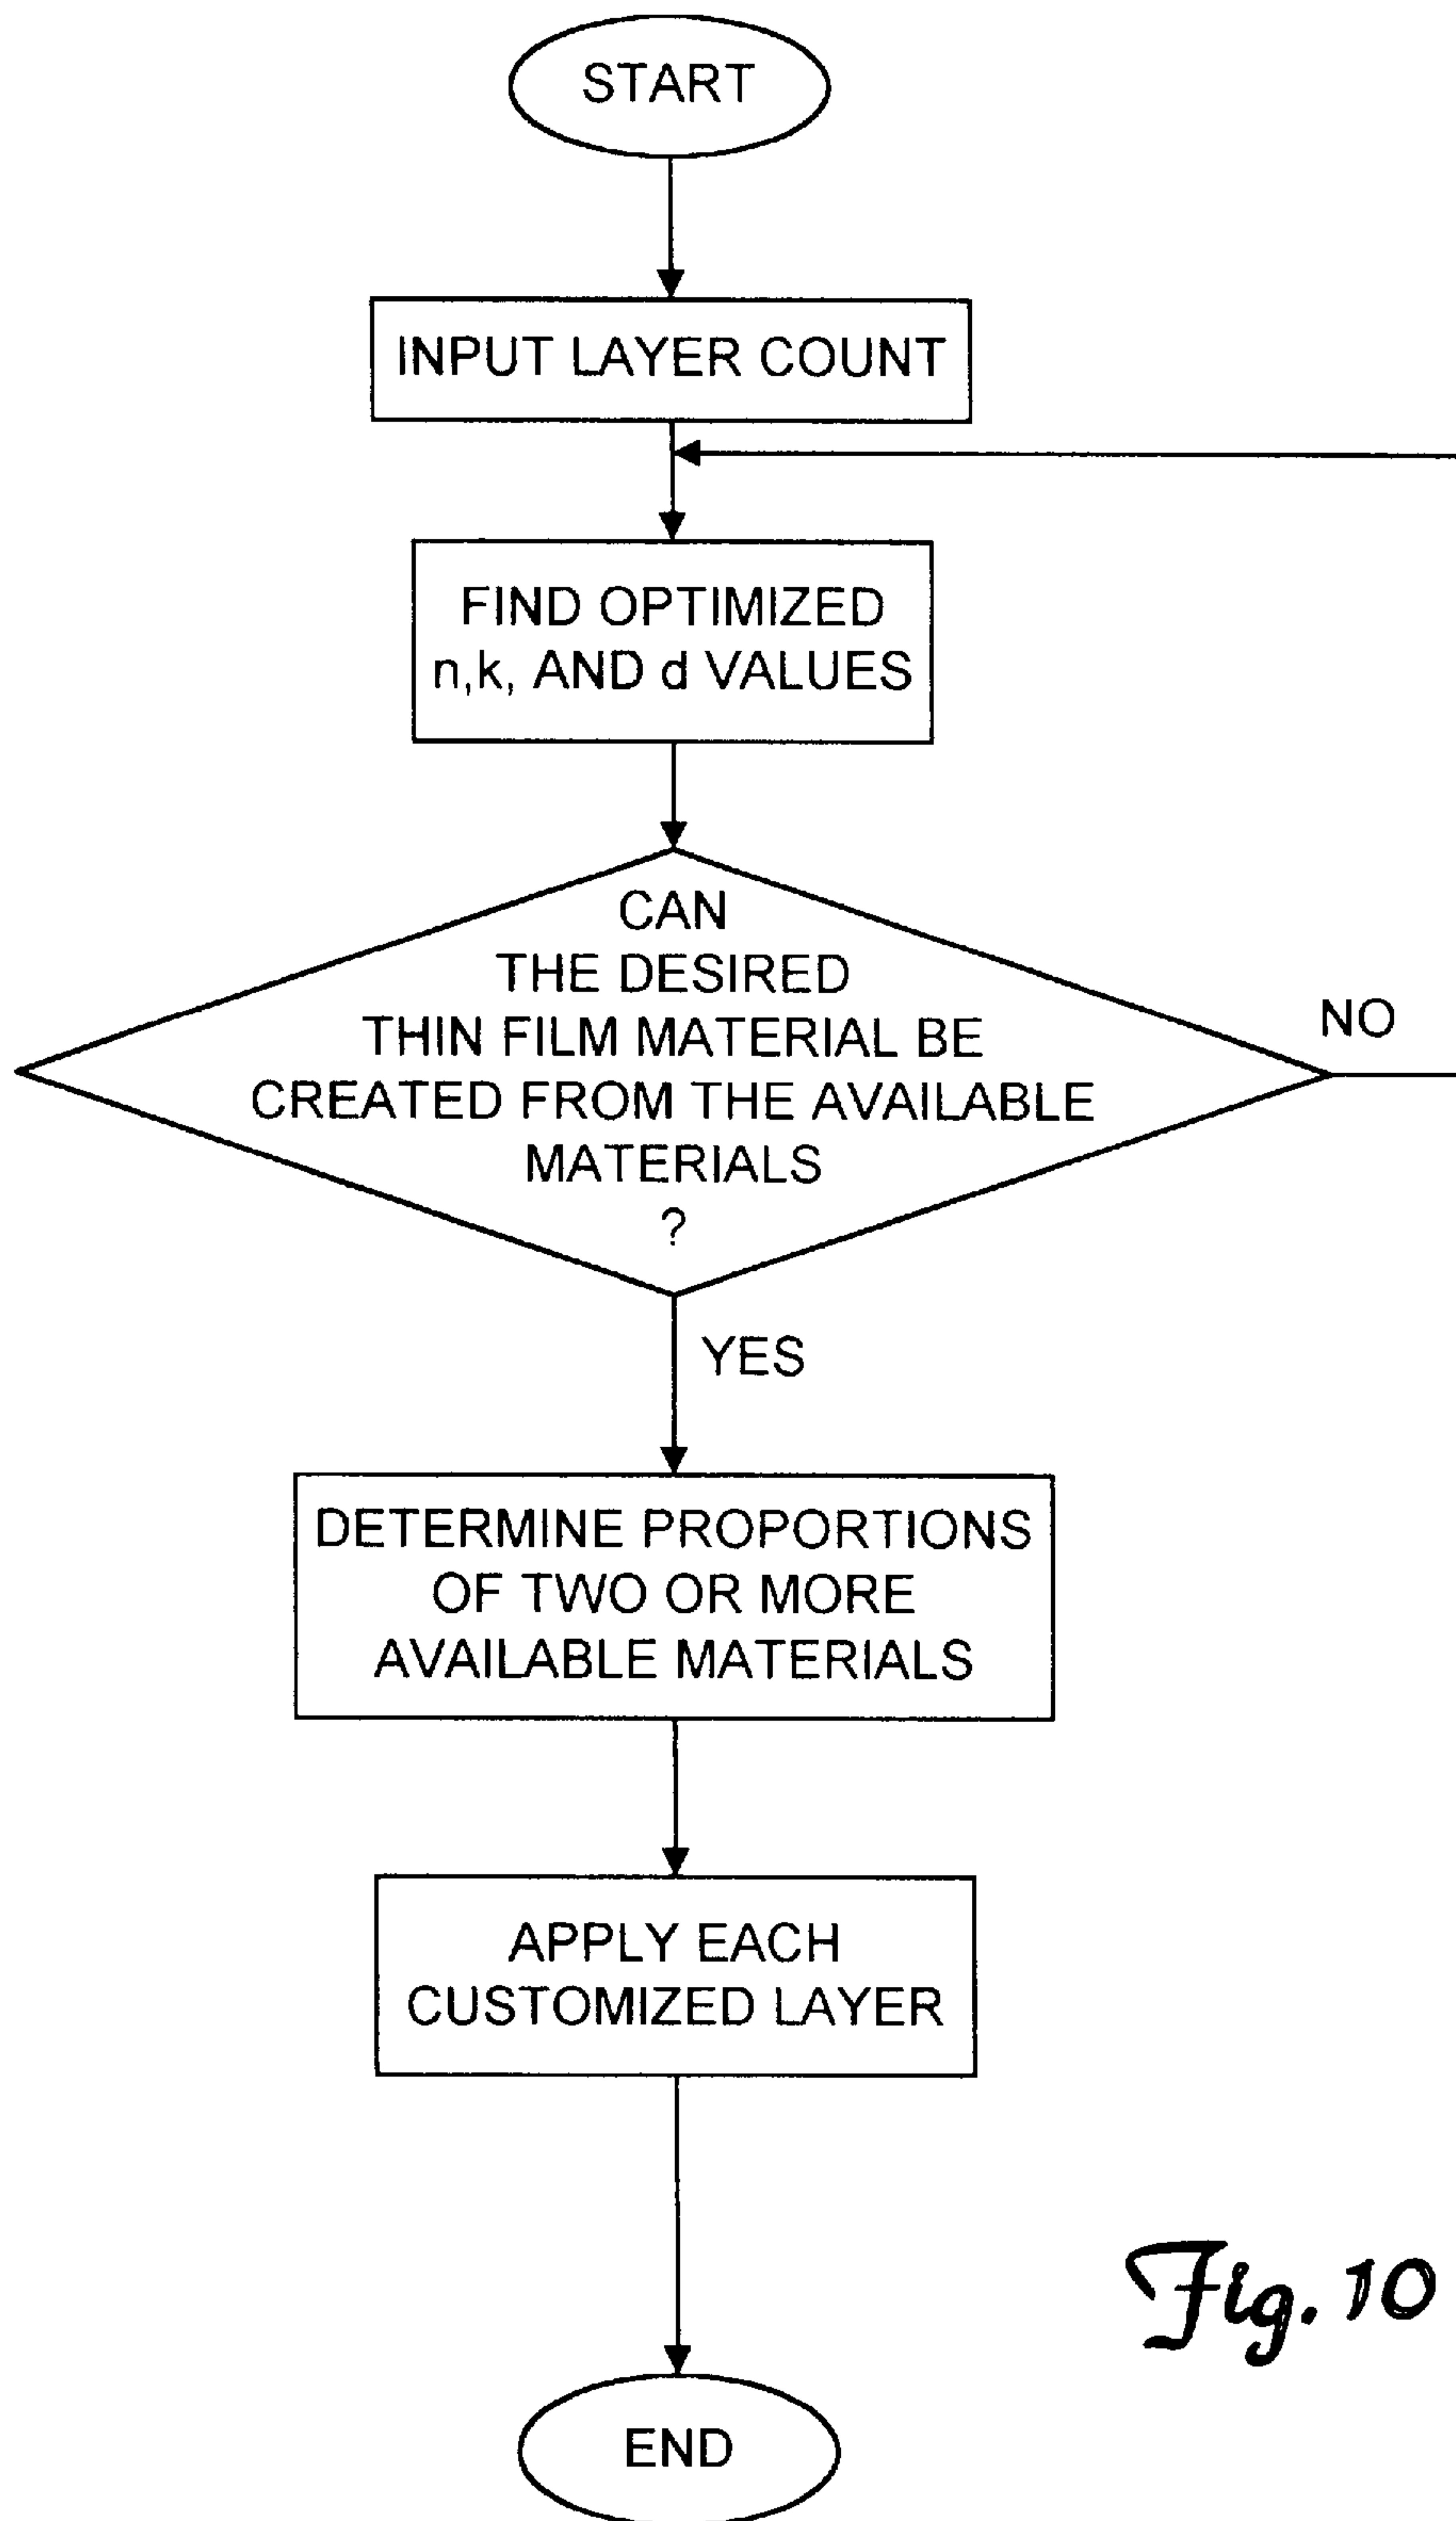 START
INPUT LAYER COUNT
FIND OPTIMIZED
n,k, AND d VALUES
CAN
THE DESIRED
THIN FILM MATERIAL BE
CREATED FROM THE AVAILABLE
MATERIALS
?
NO
YES
DETERMINE PROPORTIONS
OF TWO OR MORE
AVAILABLE MATERIALS
APPLY EACH
CUSTOMIZED LAYER
END
Fig. 10